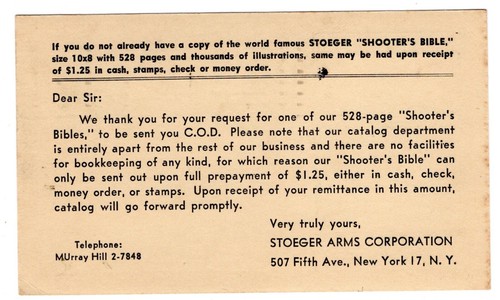 If you do not already have a copy of the world famous STOEGER "SHOOTER'S BIBLE,"
size 10x8 with 528 pages and thousands of illustrations, same may be had upon receipt
of $1.25 in cash, stamps, check or money order.
Dear Sir:
We thank you for your request for one of our 528-page "Shooter's
Bibles," to be sent you C.O.D. Please note that our catalog department
is entirely apart from the rest of our business and there are no facilities
for bookkeeping of any kind, for which reason our "Shooter's Bible" can
only be sent out upon full prepayment of $1.25, either in cash, check,
money order, or stamps. Upon receipt of your remittance in this amount,
catalog will go forward promptly.
Very truly yours,
Telephone: STOEGER ARMS CORPORATION
MUrray Hill 2-7848 507 Fifth Ave., New York 17, N. Y.